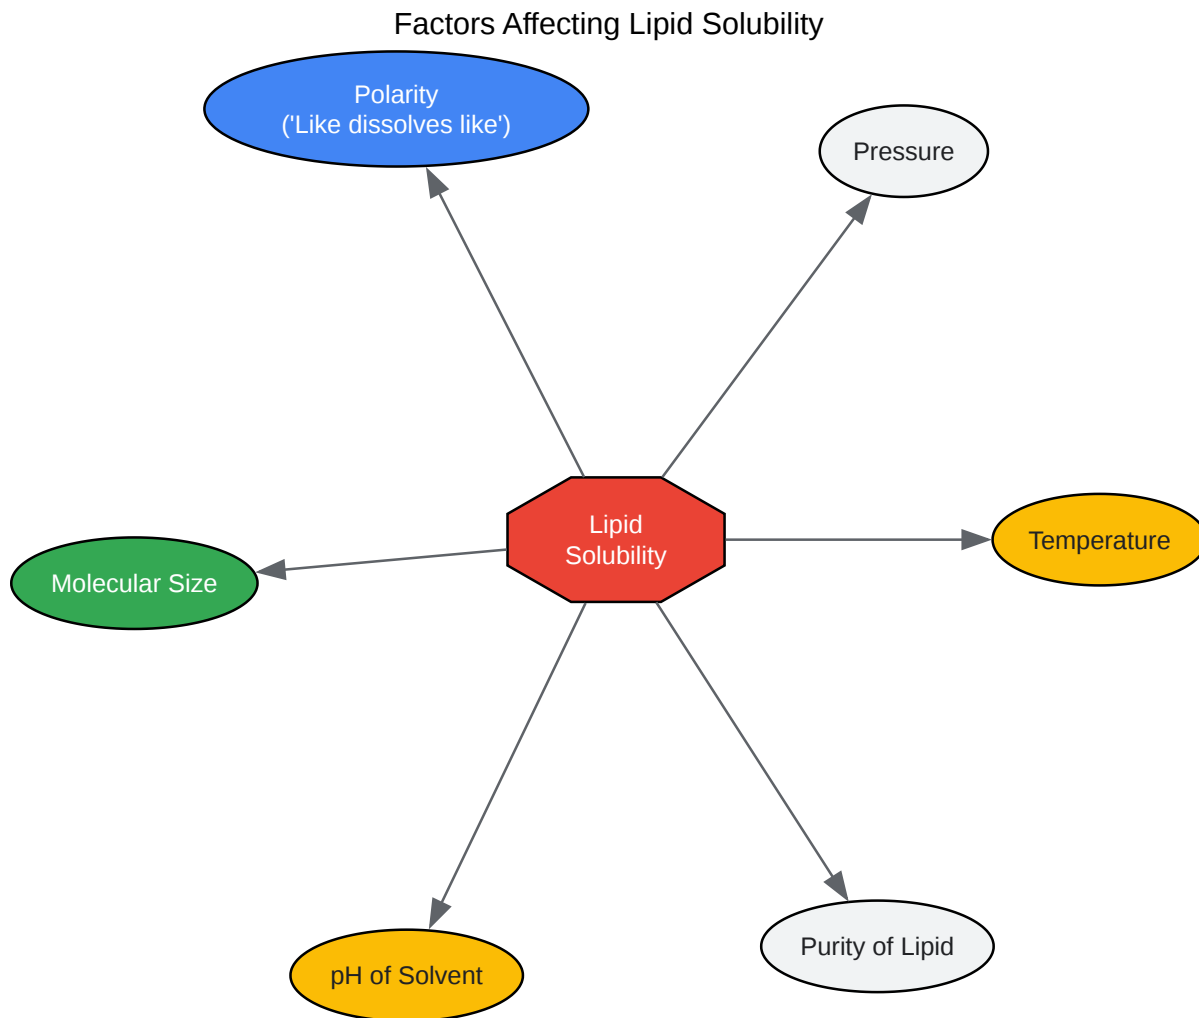 Factors Affecting Lipid Solubility
Polarity
('Like dissolves like')
Pressure
Lipid
Solubility
Temperature
Molecular Size
Purity of Lipid
pH of Solvent